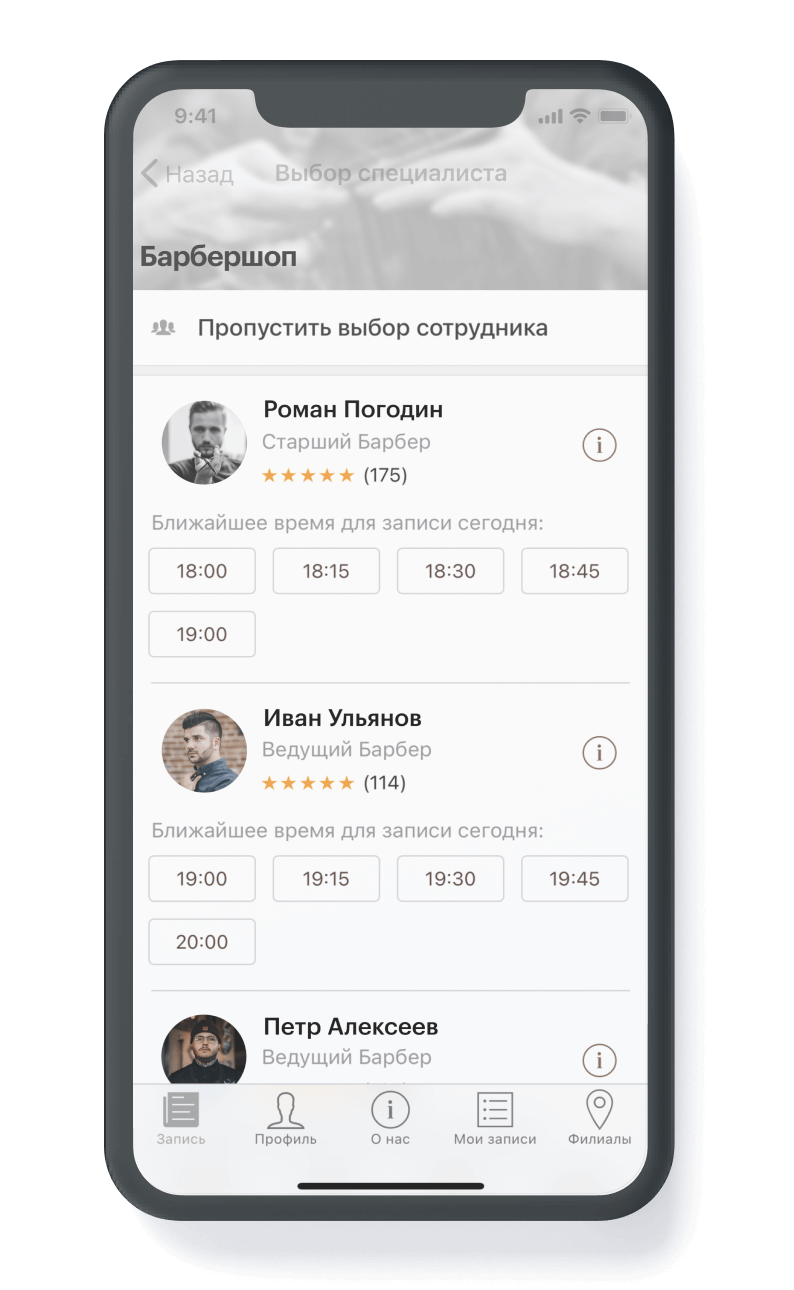 9:41
Назад Выбор специалиста
Барбершоп
Пропустить выбор сотрудника
Роман Погодин
Старший Барбер
★★★★★ (175)
Ближайшее время для записи сегодня:
18:00 18:15 18:30 18:45
19:00
Иван Ульянов
Ведущий Барбер
★★★★★ (114)
Ближайшее время для записи сегодня:
19:00 19:15 19:30 19:45
20:00
Петр Алексеев
Ведущий Барбер
Запись Профиль О нас Мои записи Филиалы